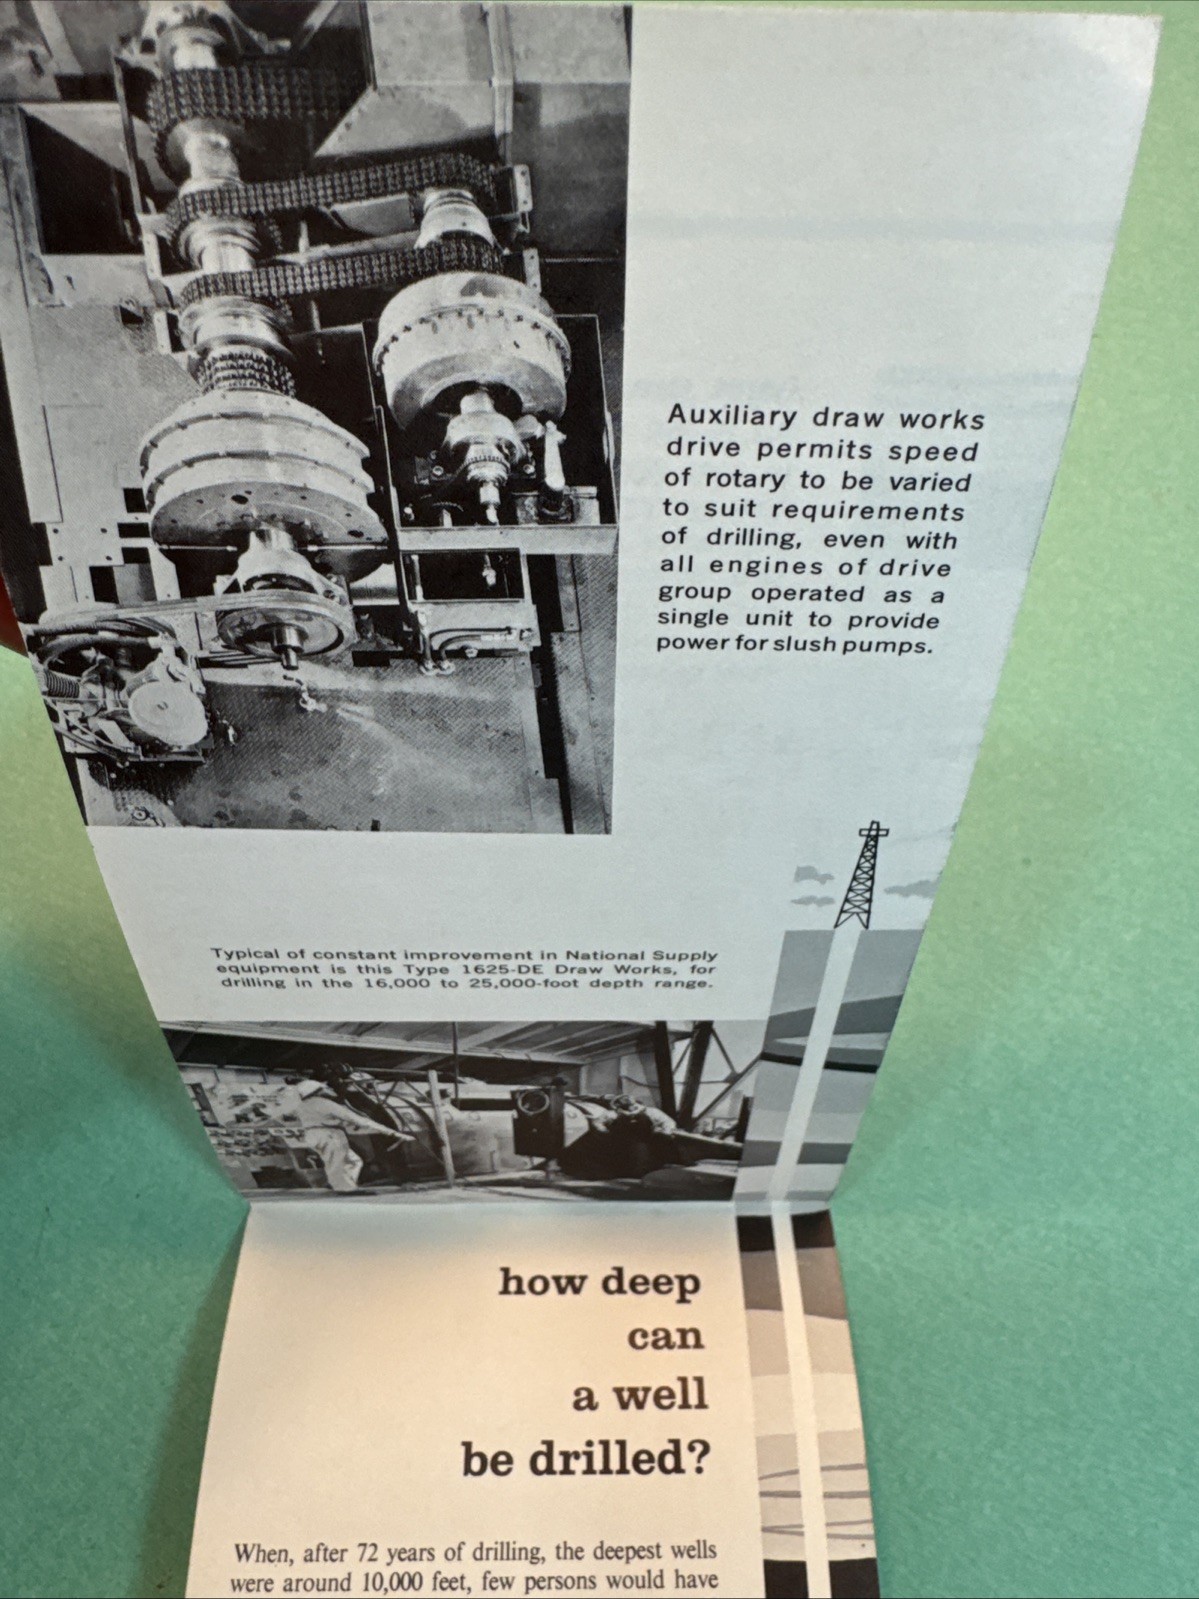 Auxiliary draw works
drive permits speed
of rotary to be varied
to suit requirements
of drilling, even with
all engines of drive
group operated as a
single unit to provide
power for slush pumps.
Typical of constant improvement in National Supply
equipment is this Type 1625-DE Draw Works, for
drilling in the 16,000 to 25,000-foot depth range.
how deep
can
a well
be drilled?
When, after 72 years of drilling, the deepest wells
were around 10,000 feet, few persons would have